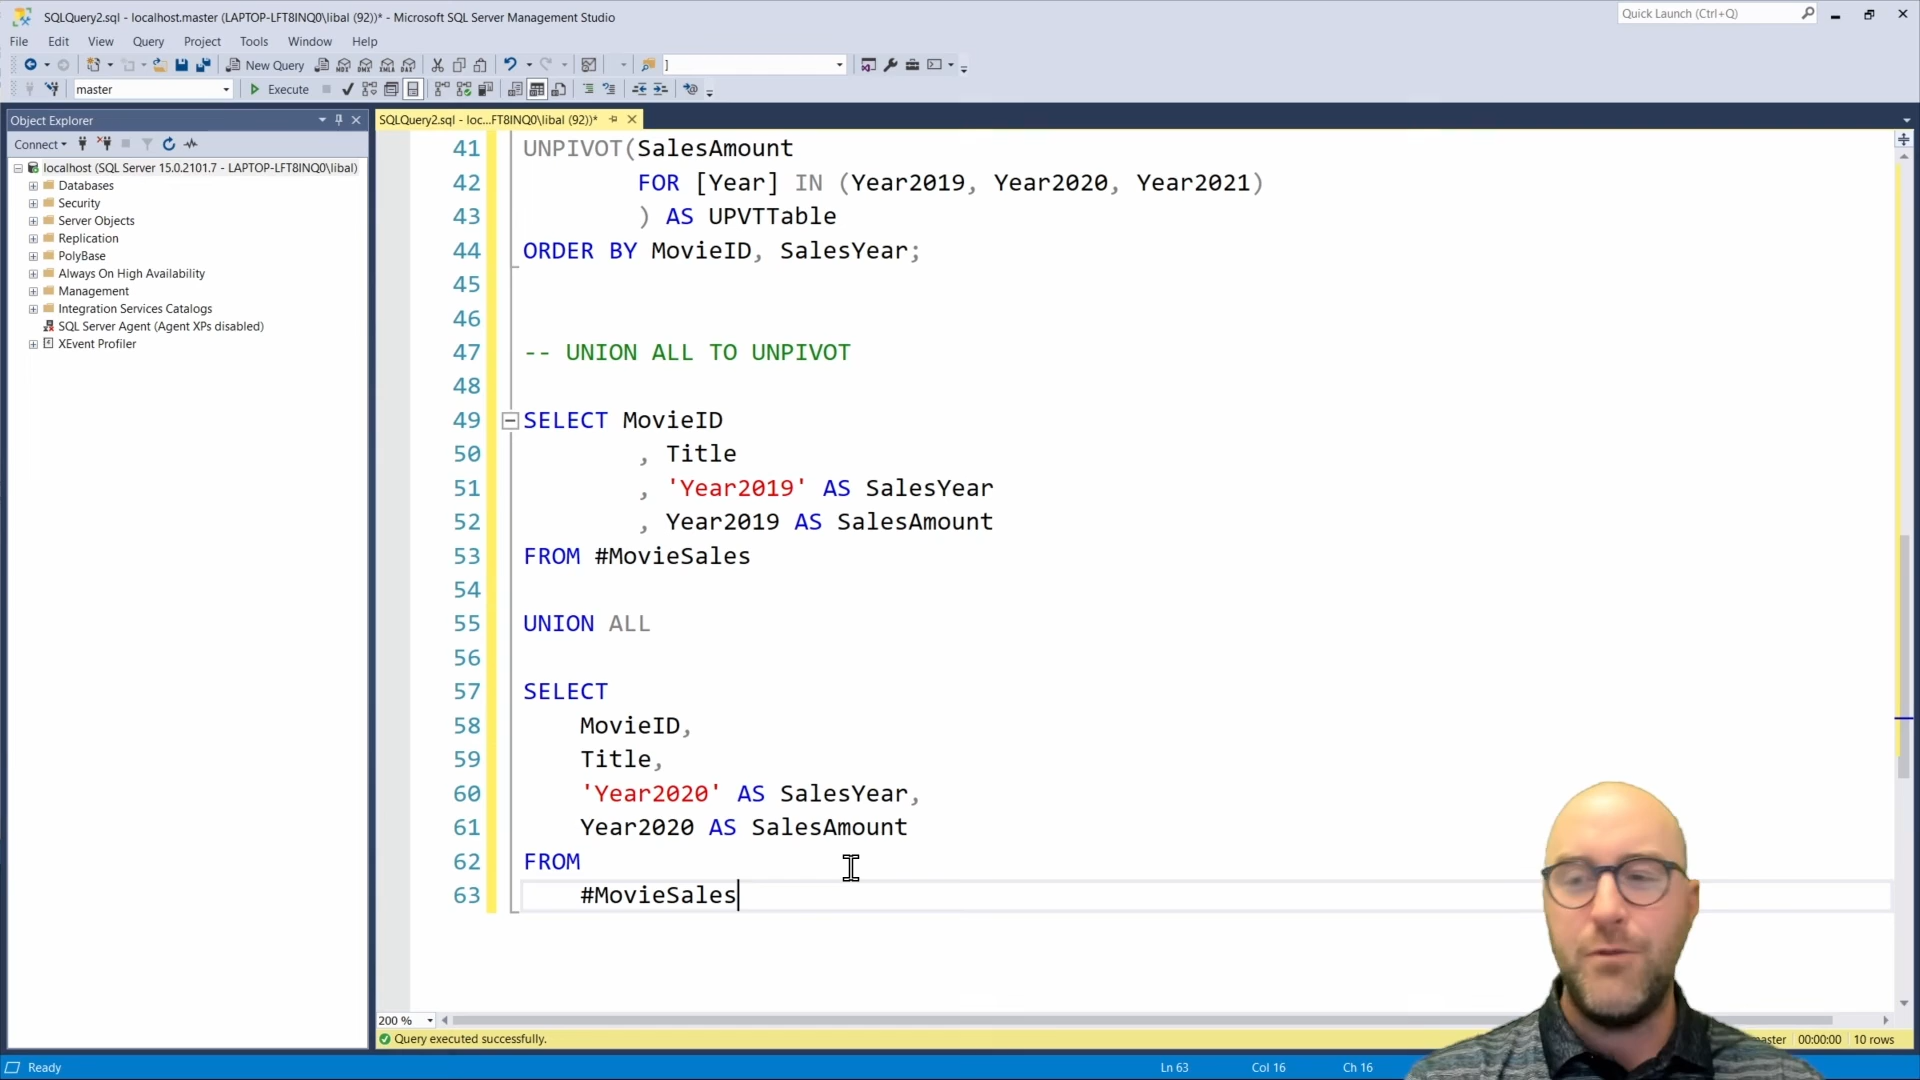 SQLQuery2.sql - localhost.master (LAPTOP-LFT8INQ0\libal (92))* - Microsoft SQL Server Management Studio
Quick Launch (Ctrl+Q)
File Edit View Query Project Tools Window Help
New Query
]
master
Execute
Object Explorer
SQLQuery2.sql - loc...FT8INQ0\libal (92))*
Connect
localhost (SQL Server 15.0.2101.7 - LAPTOP-LFT8INQ0\libal)
Databases
Security
Server Objects
Replication
PolyBase
Always On High Availability
Management
Integration Services Catalogs
SQL Server Agent (Agent XPs disabled)
XEvent Profiler
41 UNPIVOT(SalesAmount
42 FOR [Year] IN (Year2019, Year2020, Year2021)
43 ) AS UPVTTable
44 ORDER BY MovieID, SalesYear;
45
46
47 -- UNION ALL TO UNPIVOT
48
49 SELECT MovieID
50 , Title
51 , 'Year2019' AS SalesYear
52 , Year2019 AS SalesAmount
53 FROM #MovieSales
54
55 UNION ALL
56
57 SELECT
58 MovieID,
59 Title,
60 'Year2020' AS SalesYear,
61 Year2020 AS SalesAmount
62 FROM
63 #MovieSales
200 %
Query executed successfully.
00:00:00 10 rows
Ready
Ln 63 Col 16 Ch 16